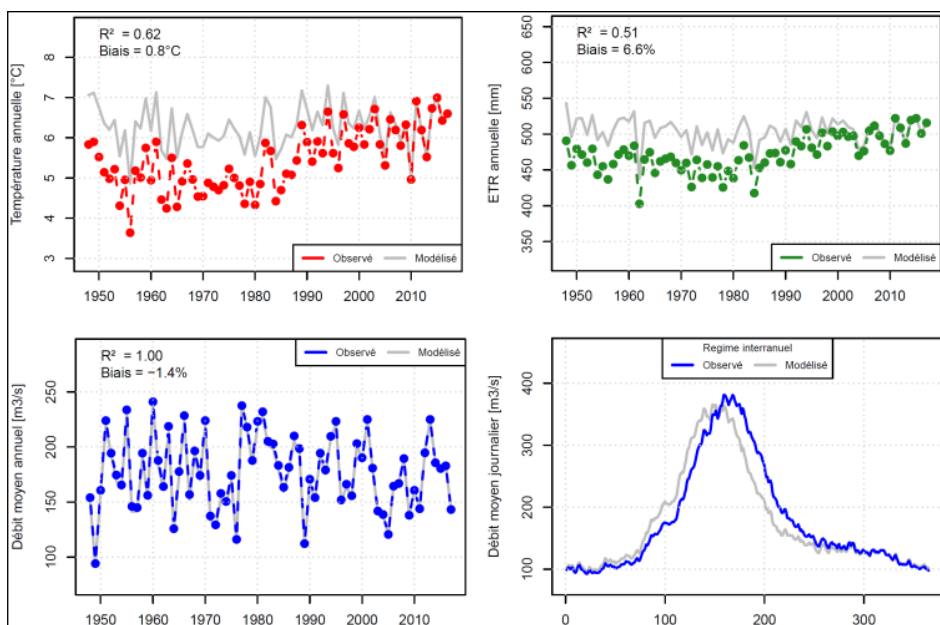 R² = 0.62
Biais = 0.8°C
Température annuelle [°C]
8
7
6
5
4
3
Observé Modélisé
1950 1960 1970 1980 1990 2000 2010
R² = 0.51
Biais = 6.6%
ETR annuelle [mm]
650
600
550
500
450
400
350
Observé Modélisé
1950 1960 1970 1980 1990 2000 2010
R² = 1.00
Biais = −1.4%
Observé Modélisé
Débit moyen annuel [m3/s]
250
200
150
100
1950 1960 1970 1980 1990 2000 2010
Regime interranuel
Observé Modélisé
Débit moyen journalier [m3/s]
400
300
200
100
0 100 200 300